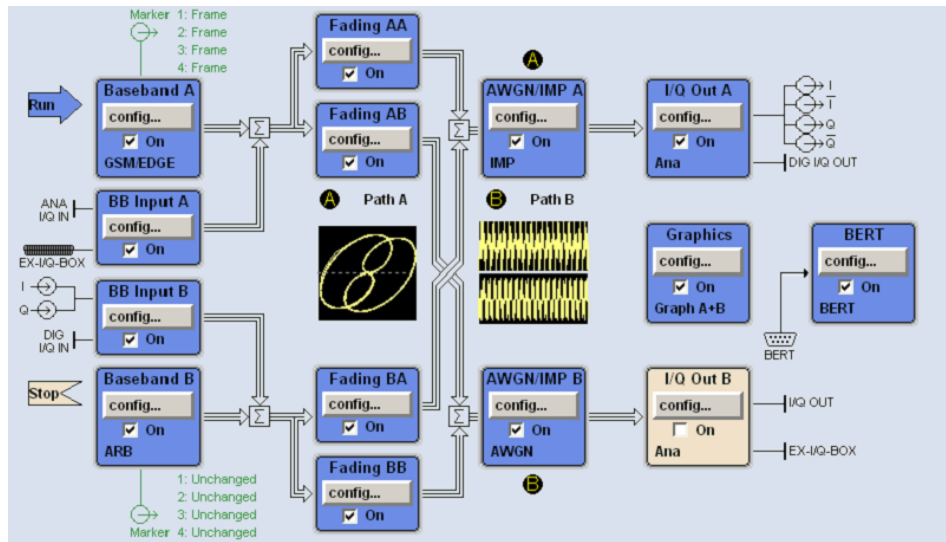 Marker 1: Frame
2: Frame
3: Frame
4: Frame
Run
Baseband A
config...
On
GSM/EDGE
Fading AA
config...
On
Fading AB
config...
On
Σ
Σ
A
AWGN/IMP A
config...
On
IMP
I/Q Out A
config...
On
Ana
I
I
Q
Q
DIG I/Q OUT
ANA
I/Q IN
EX-I/Q-BOX
BB Input A
config...
On
A Path A
B Path B
Graphics
config...
On
Graph A+B
BERT
config...
On
BERT
BERT
I
Q
DIG
I/Q IN
BB Input B
config...
On
Stop
Baseband B
config...
On
ARB
Σ
Fading BA
config...
On
Fading BB
config...
On
Σ
AWGN/IMP B
config...
On
AWGN
B
I/Q Out B
config...
On
Ana
I/Q OUT
EX-I/Q-BOX
1: Unchanged
2: Unchanged
3: Unchanged
Marker 4: Unchanged